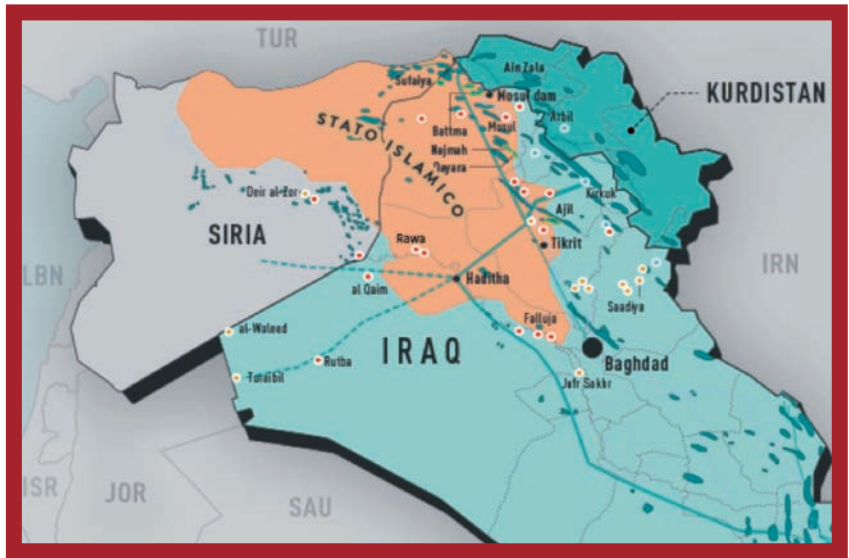 TUR
Ain Zala
Sufaiya
Mosul dam
KURDISTAN
STATO ISLAMICO
Battma
Mosul
Arbil
Najmah
Qayara
Deir al-Zor
Kirkuk
Ajil
SIRIA
Rawa
Tikrit
IRN
LBN
al Qaim
Haditha
Saadiya
Falluja
al-Waleed
IRAQ
Rutba
Baghdad
Turaibil
Jufr Sakhr
ISR
JOR
SAU